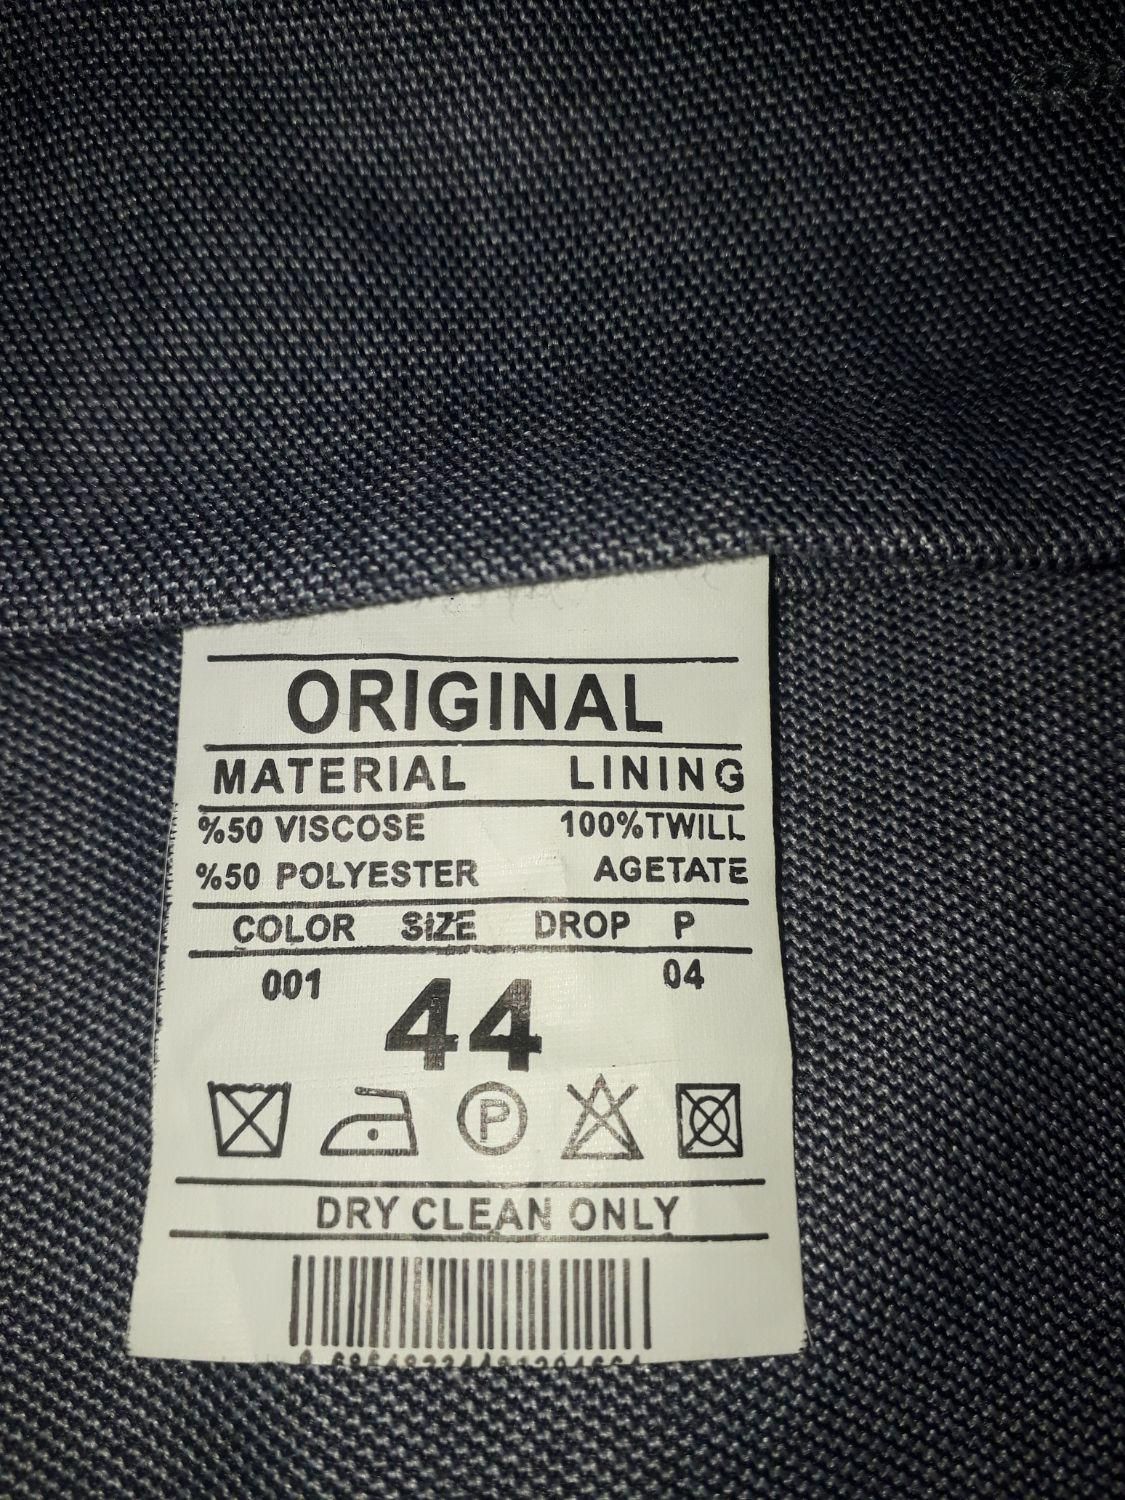 ORIGINAL
MATERIAL LINING
%50 VISCOSE 100%TWILL
%50 POLYESTER AGETATE
COLOR SIZE DROP P
001 44 04
P
DRY CLEAN ONLY